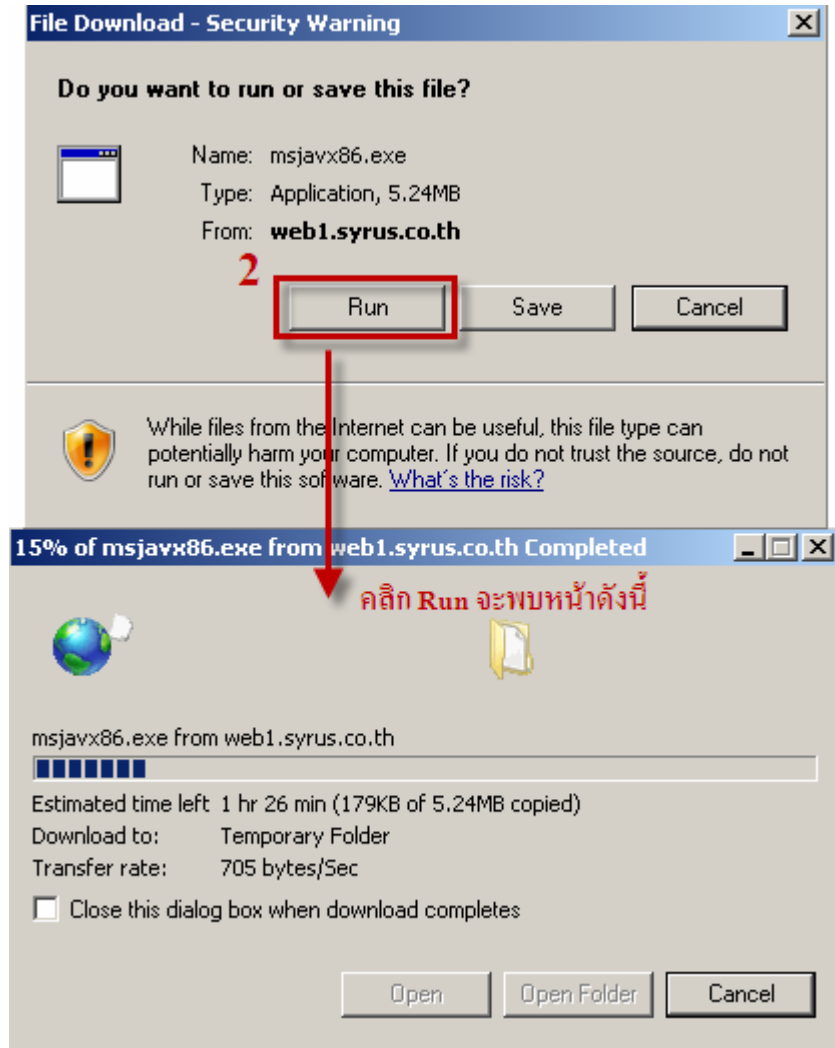 File Download - Security Warning
Do you want to run or save this file?
Name: msjavx86.exe
Type: Application, 5.24MB
From: web1.syrus.co.th
2
Run Save Cancel
While files from the Internet can be useful, this file type can
potentially harm your computer. If you do not trust the source, do not
run or save this software. What's the risk?
15% of msjavx86.exe from web1.syrus.co.th Completed
คลิก Run จะพบหน้าดังนี้
msjavx86.exe from web1.syrus.co.th
Estimated time left 1 hr 26 min (179KB of 5.24MB copied)
Download to: Temporary Folder
Transfer rate: 705 bytes/Sec
Close this dialog box when download completes
Open Open Folder Cancel